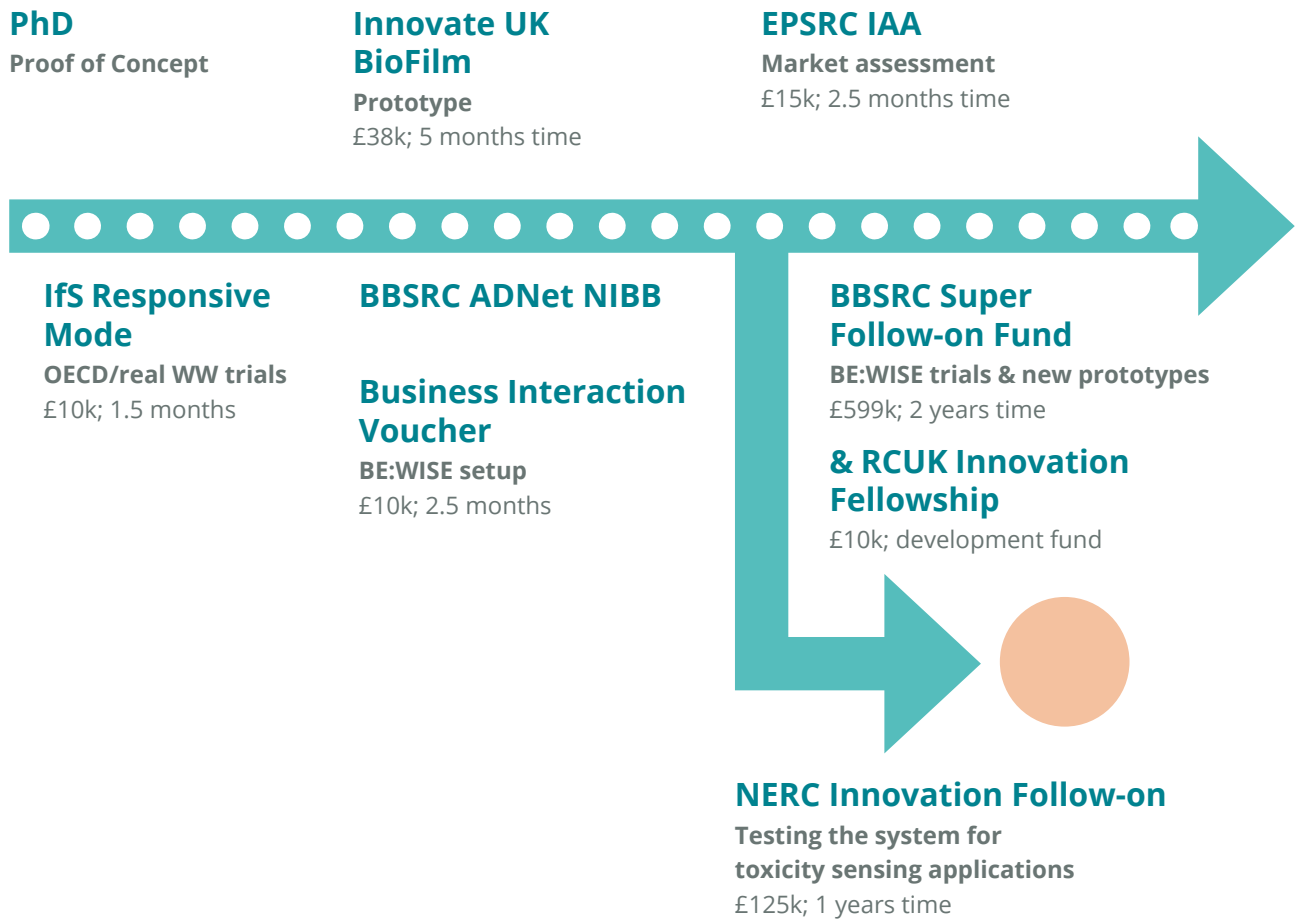 PhD
Proof of Concept
Innovate UK
BioFilm
Prototype
£38k; 5 months time
EPSRC IAA
Market assessment
£15k; 2.5 months time
IfS Responsive
Mode
OECD/real WW trials
£10k; 1.5 months
BBSRC ADNet NIBB
Business Interaction
Voucher
BE:WISE setup
£10k; 2.5 months
BBSRC Super
Follow-on Fund
BE:WISE trials & new prototypes
£599k; 2 years time
& RCUK Innovation
Fellowship
£10k; development fund
NERC Innovation Follow-on
Testing the system for
toxicity sensing applications
£125k; 1 years time